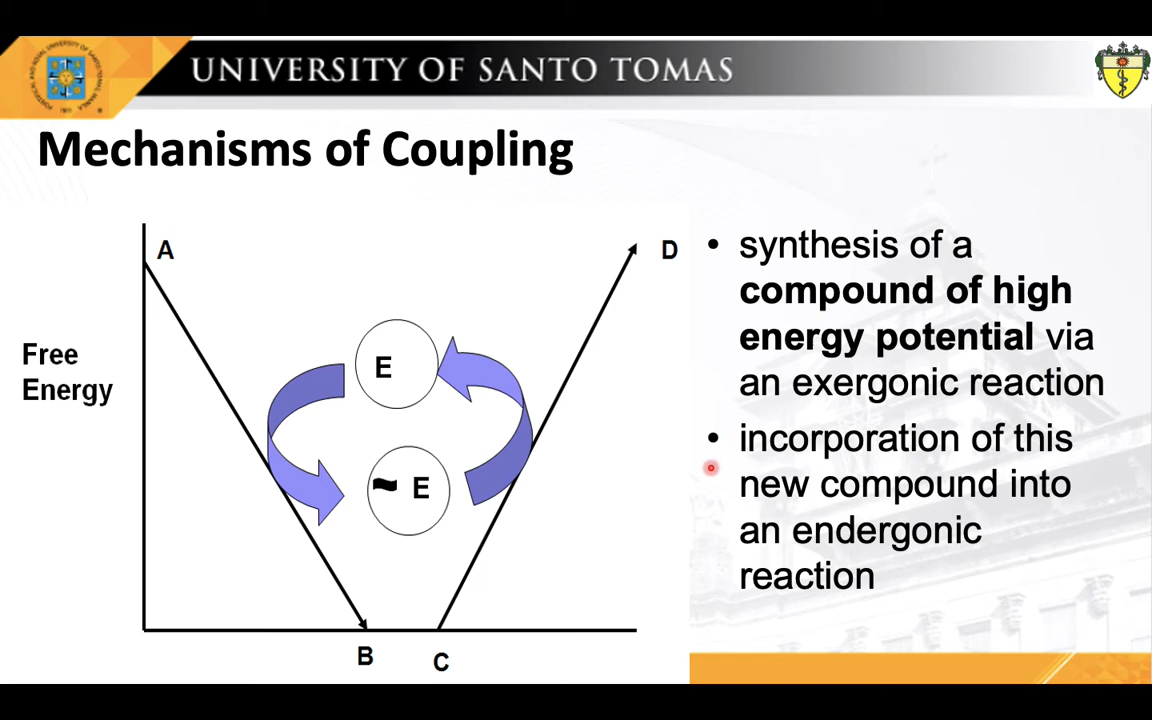 UNIVERSITY OF SANTO TOMAS
Mechanisms of Coupling
A
D
Free
Energy
E
~ E
B
C
• synthesis of a
compound of high
energy potential via
an exergonic reaction
• incorporation of this
new compound into
an endergonic
reaction